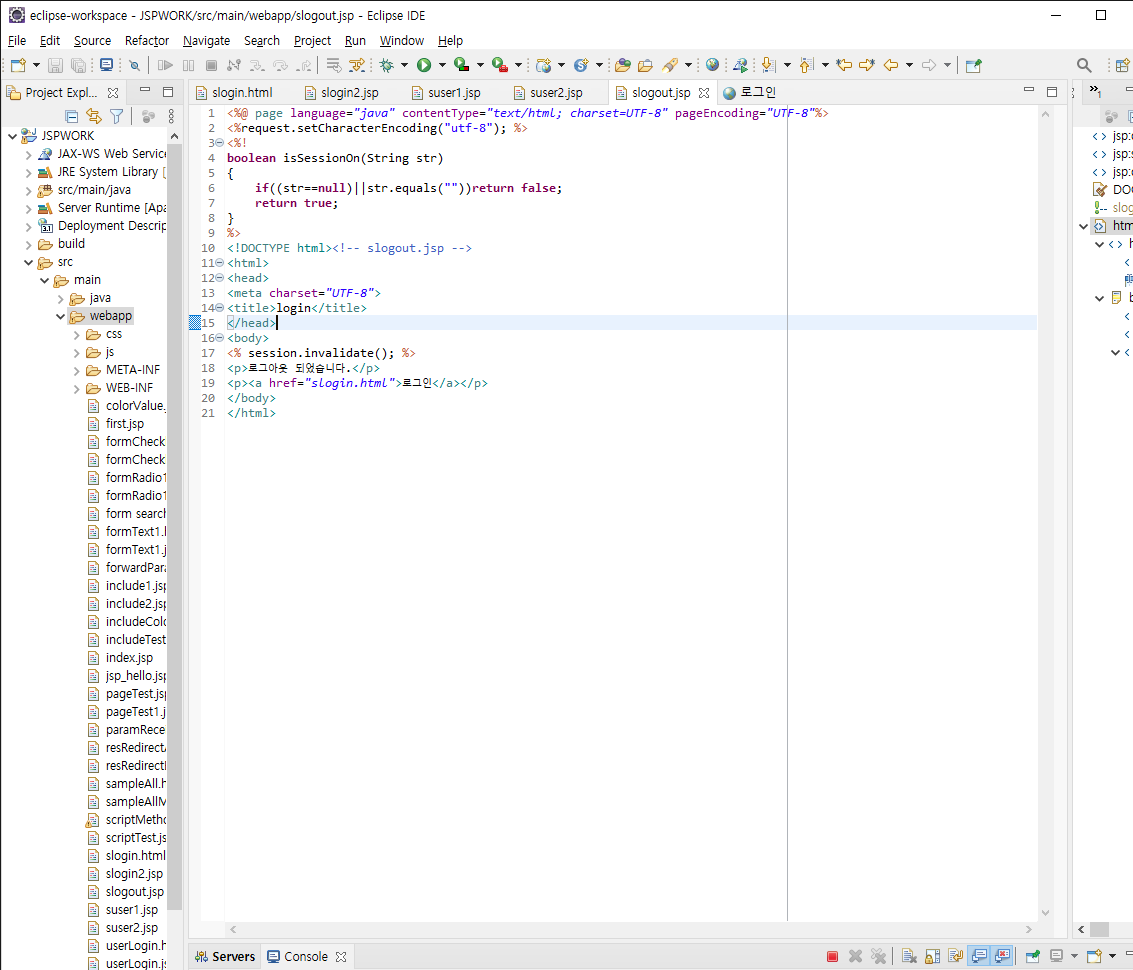 eclipse-workspace - JSPWORK/src/main/webapp/slogout.jsp - Eclipse IDE
File Edit Source Refactor Navigate Search Project Run Window Help
Project Expl...
slogin.html slogin2.jsp suser1.jsp suser2.jsp slogout.jsp 로그인
JSPWORK
JAX-WS Web Service
JRE System Library [
src/main/java
Server Runtime [Apa
Deployment Descrip
build
src
main
java
webapp
css
js
META-INF
WEB-INF
colorValue.
first.jsp
formCheck
formCheck
formRadio1
formRadio1
form search
formText1.l
formText1.j
forwardPara
include1.jsp
include2.jsp
includeColo
includeTest
index.jsp
jsp_hello.jsp
pageTest.jsp
pageTest1.j
paramRece
resRedirectA
resRedirectI
sampleAll.h
sampleAllM
scriptMetho
scriptTest.js
slogin.html
slogin2.jsp
slogout.jsp
suser1.jsp
suser2.jsp
userLogin.h
userLogin.js
1 <%@ page language="java" contentType="text/html; charset=UTF-8" pageEncoding="UTF-8"%>
2 <%request.setCharacterEncoding("utf-8"); %>
3 <%!
4 boolean isSessionOn(String str)
5 {
6 if((str==null)||str.equals(""))return false;
7 return true;
8 }
9 %>
10 <!DOCTYPE html><!-- slogout.jsp -->
11 <html>
12 <head>
13 <meta charset="UTF-8">
14 <title>login</title>
15 </head>
16 <body>
17 <% session.invalidate(); %>
18 <p>로그아웃 되었습니다.</p>
19 <p><a href="slogin.html">로그인</a></p>
20 </body>
21 </html>
jsp:
jsp:
jsp:
DOC
slog
htm
Servers Console